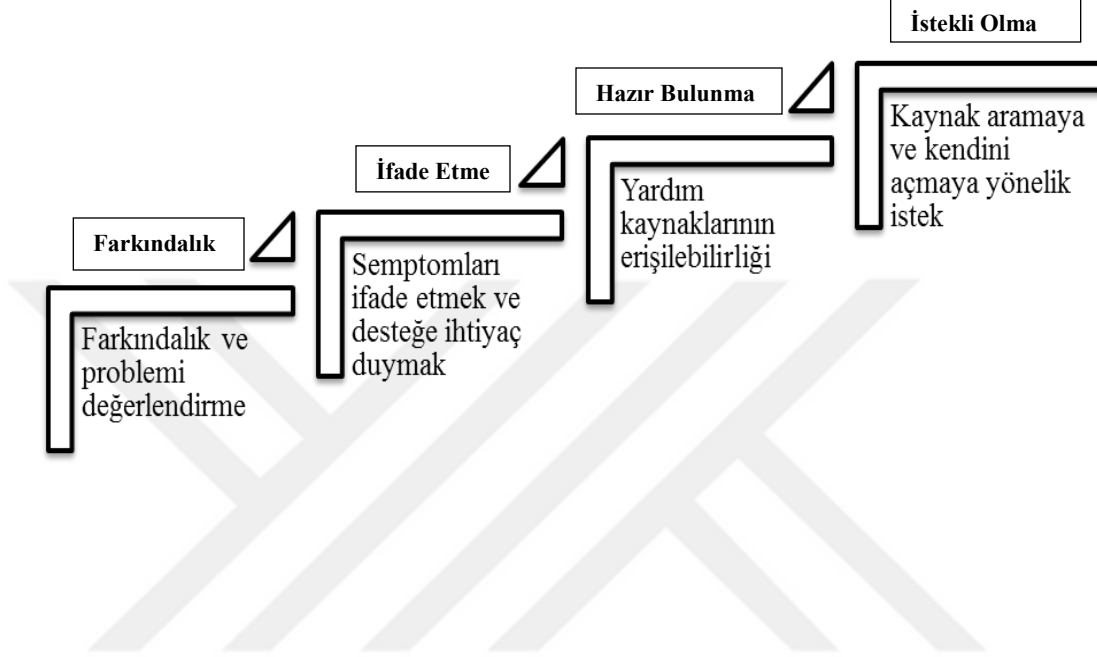 Farkındalık
Farkındalık ve
problemi
değerlendirme
İfade Etme
Semptomları
ifade etmek ve
desteğe ihtiyaç
duymak
Hazır Bulunma
Yardım
kaynaklarının
erişilebilirliği
İstekli Olma
Kaynak aramaya
ve kendini
açmaya yönelik
istek